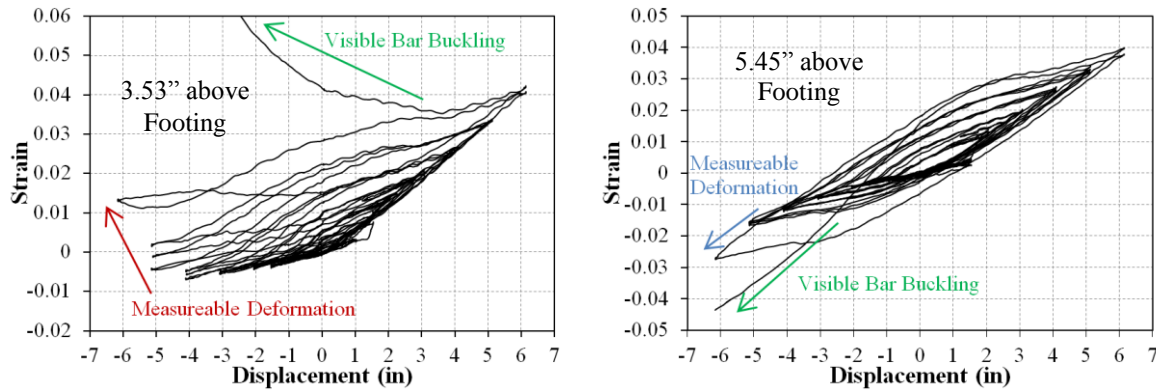 0.06
0.05
0.04
0.03
0.02
0.01
0
-0.01
-0.02
Strain
Visible Bar Buckling
3.53” above
Footing
Measureable Deformation
-7 -6 -5 -4 -3 -2 -1 0 1 2 3 4 5 6 7
Displacement (in)
0.05
0.04
0.03
0.02
0.01
0
-0.01
-0.02
-0.03
-0.04
-0.05
Strain
5.45” above
Footing
Measureable
Deformation
Visible Bar Buckling
-7 -6 -5 -4 -3 -2 -1 0 1 2 3 4 5 6 7
Displacement (in)